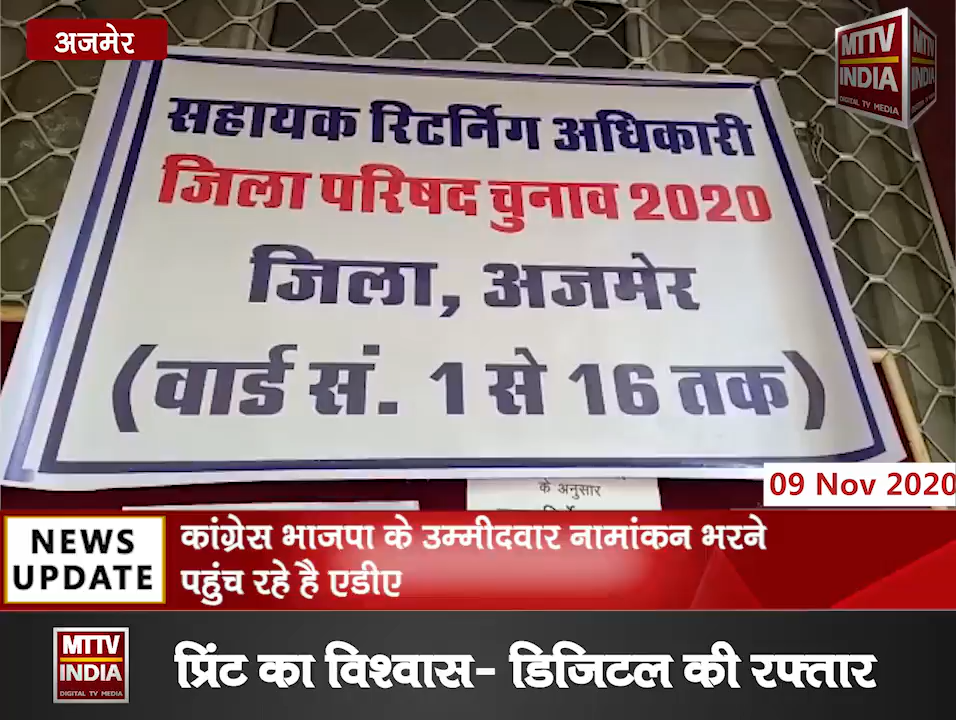 अजमेर
MTTV
INDIA
DIGITAL TV MEDIA
MTTV
INDIA
सहायक रिटर्निग अधिकारी
जिला परिषद चुनाव 2020
जिला, अजमेर
(वार्ड सं. 1 से 16 तक)
के अनुसार
09 Nov 2020
NEWS
UPDATE
कांग्रेस भाजपा के उम्मीदवार नामांकन भरने
पहुंच रहे है एडीए
MTTV
INDIA
DIGITAL TV MEDIA
प्रिंट का विश्वास- डिजिटल की रफ्तार